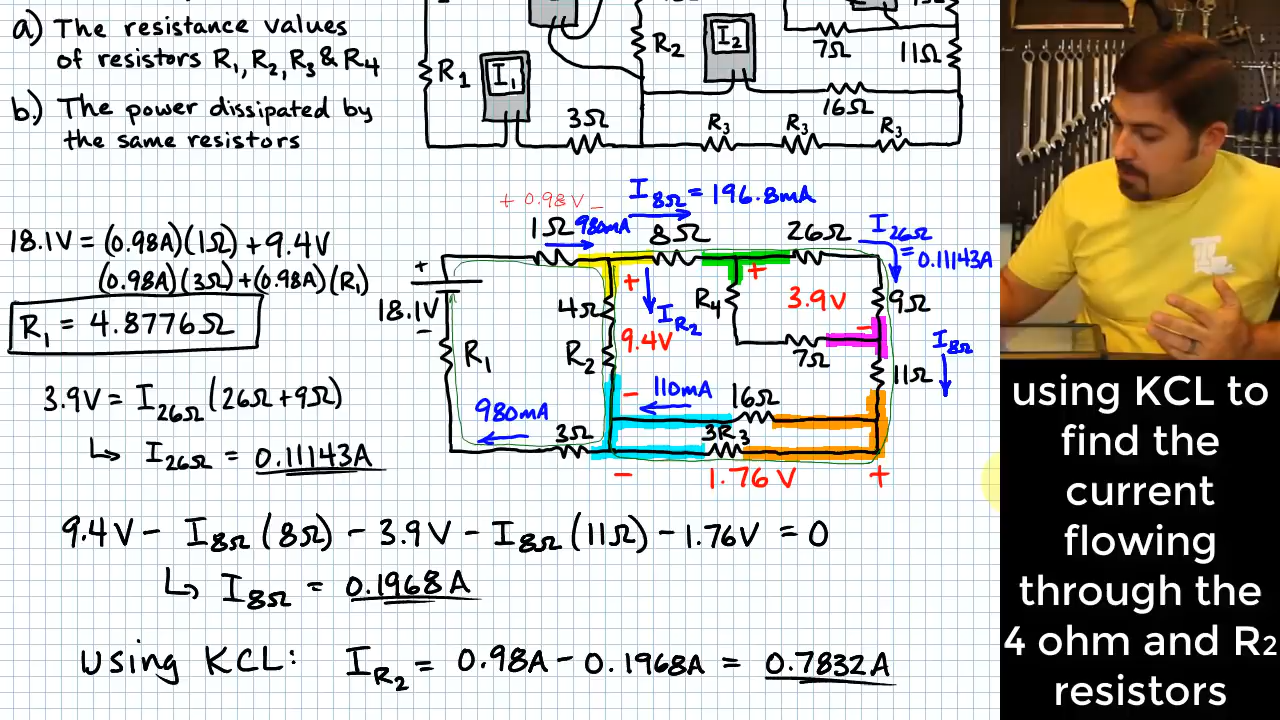 a) The resistance values
of resistors R1, R2, R3 & R4
b.) The power dissipated by
the same resistors
R1
I1
3Ω
R2
I2
7Ω
11Ω
16Ω
R3
R3
R3
18.1V = (0.98A)(1Ω) + 9.4V
(0.98A)(3Ω) + (0.98A)(R1)
R1 = 4.8776Ω
3.9V = I26Ω (26Ω + 9Ω)
↳ I26Ω = 0.11143A
+ 0.98V −
I8Ω = 196.8mA
1Ω
980mA
8Ω
26Ω
I26Ω
= 0.11143A
+
18.1V
−
4Ω
+
IR2
R4
+
3.9V
−
9Ω
R1
R2
9.4V
−
7Ω
I8Ω
11Ω
110mA
16Ω
980mA
3Ω
3R3
−
1.76V
+
9.4V − I8Ω (8Ω) − 3.9V − I8Ω (11Ω) − 1.76V = 0
↳ I8Ω = 0.1968A
Using KCL: IR2 = 0.98A − 0.1968A = 0.7832A
using KCL to
find the
current
flowing
through the
4 ohm and R2
resistors